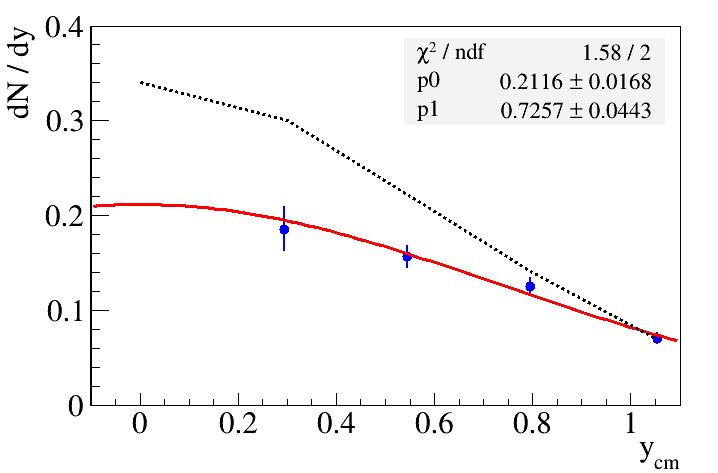 dN / dy
0.4
0.3
0.2
0.1
0
χ² / ndf 1.58 / 2
p0 0.2116 ± 0.0168
p1 0.7257 ± 0.0443
0 0.2 0.4 0.6 0.8 1
y_cm